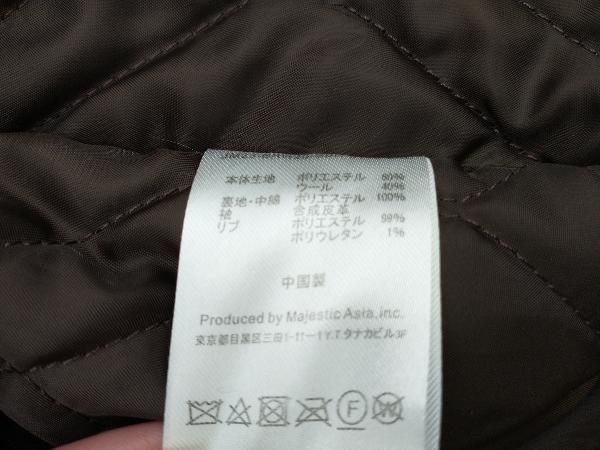 本体生地 ポリエステル 60%
ウール 40%
裏地・中綿 ポリエステル 100%
袖 合成皮革
リブ ポリエステル 99%
ポリウレタン 1%
中国製
Produced by Majestic Asia, inc.
東京都目黒区三田1-11-1 Y.T.タナカビル3F
F
W